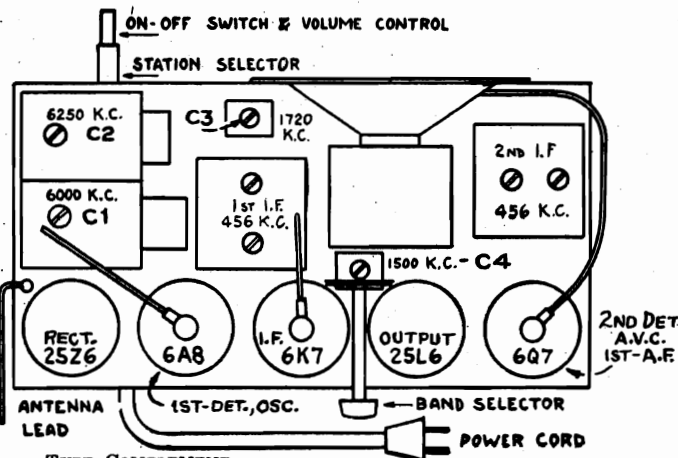 ON-OFF SWITCH & VOLUME CONTROL
STATION SELECTOR
6250 K.C.
C2
C3
1720
K.C.
2ND I.F
456 K.C.
6000 K.C.
C1
1ST I.F.
456 K.C.
1500 K.C.- C4
RECT.
25Z6
6A8
I.F.
6K7
OUTPUT
25L6
6Q7
2ND DET.
A.V.C.
1ST-A.F.
ANTENNA
LEAD
1ST-DET., OSC.
BAND SELECTOR
POWER CORD